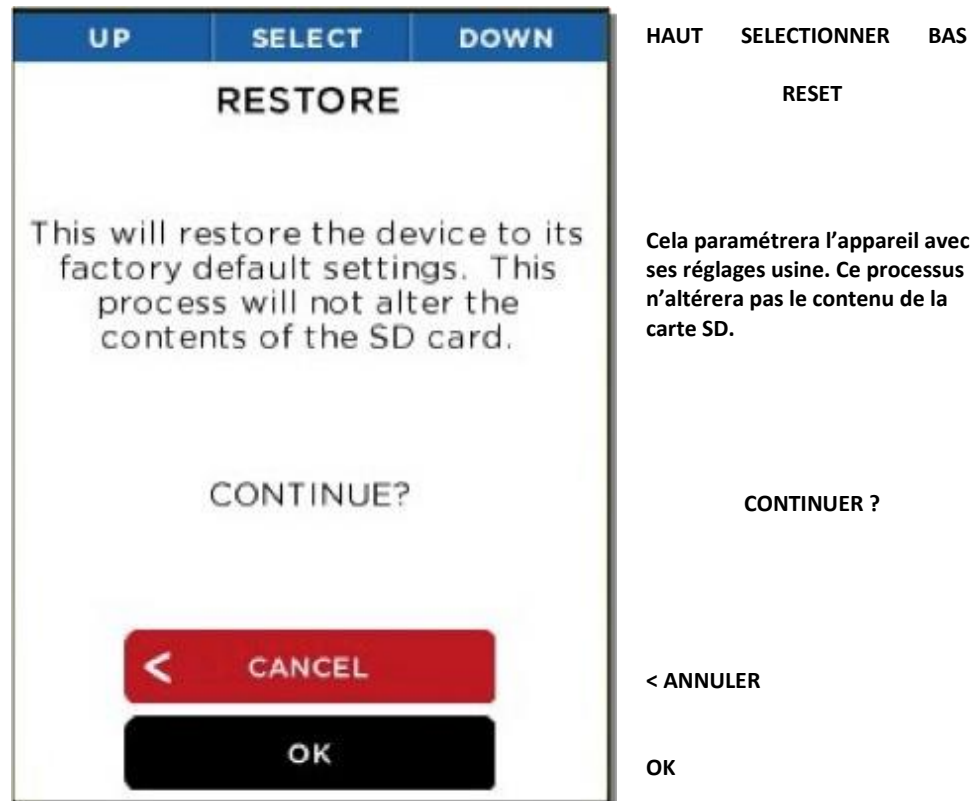 UP SELECT DOWN
RESTORE
This will restore the device to its
factory default settings. This
process will not alter the
contents of the SD card.
CONTINUE?
< CANCEL
OK
HAUT SELECTIONNER BAS
RESET
Cela paramétrera l’appareil avec
ses réglages usine. Ce processus
n’altérera pas le contenu de la
carte SD.
CONTINUER ?
< ANNULER
OK